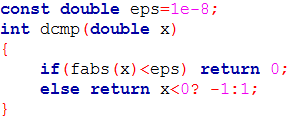 const double eps=1e-8;
int dcmp(double x)
{
    if(fabs(x)<eps) return 0;
    else return x<0? -1:1;
}